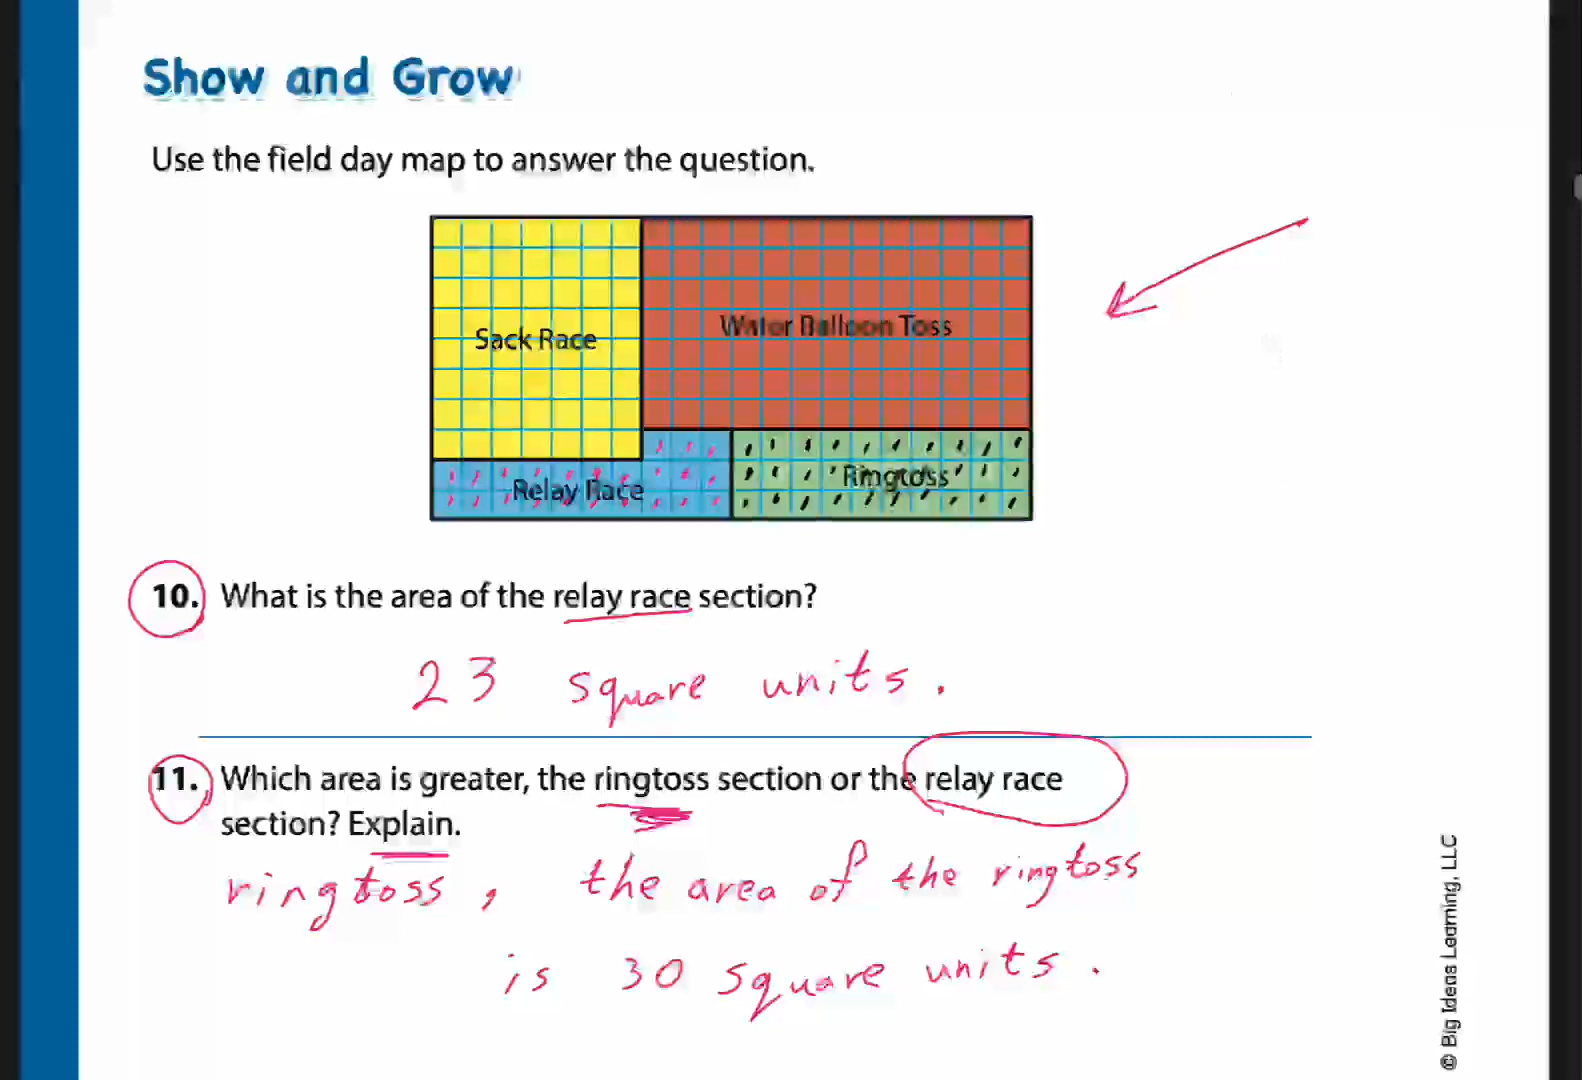 Show and Grow
Use the field day map to answer the question.
Sack Race
Water Balloon Toss
Relay Race
Ringtoss
10. What is the area of the relay race section?
23 square units.
11. Which area is greater, the ringtoss section or the relay race
section? Explain.
ringtoss, the area of the ringtoss
is 30 square units.
© Big Ideas Learning, LLC